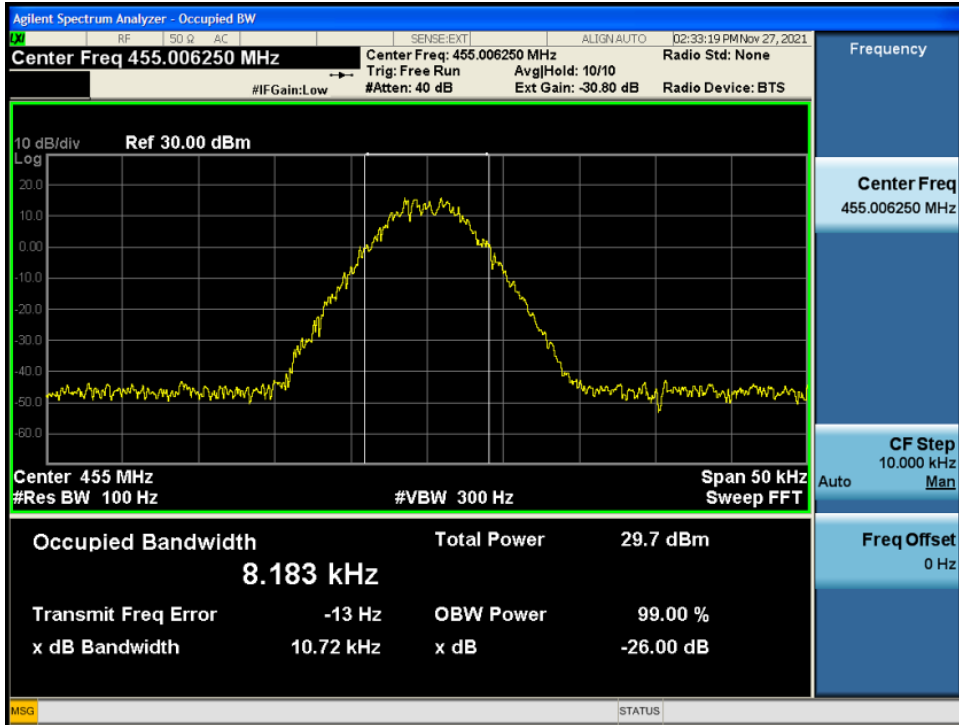 Agilent Spectrum Analyzer - Occupied BW
LXI RF 50 Ω AC SENSE:EXT ALIGN AUTO 02:33:19 PM Nov 27, 2021
Center Freq 455.006250 MHz
Center Freq: 455.006250 MHz Radio Std: None
Trig: Free Run Avg|Hold: 10/10
#IFGain:Low #Atten: 40 dB Ext Gain: -30.80 dB Radio Device: BTS
10 dB/div Ref 30.00 dBm
Log
20.0
10.0
0.00
-10.0
-20.0
-30.0
-40.0
-50.0
-60.0
Center 455 MHz Span 50 kHz
#Res BW 100 Hz #VBW 300 Hz Sweep FFT
Occupied Bandwidth Total Power 29.7 dBm
8.183 kHz
Transmit Freq Error -13 Hz OBW Power 99.00 %
x dB Bandwidth 10.72 kHz x dB -26.00 dB
Frequency
Center Freq
455.006250 MHz
CF Step
10.000 kHz
Auto Man
Freq Offset
0 Hz
MSG STATUS